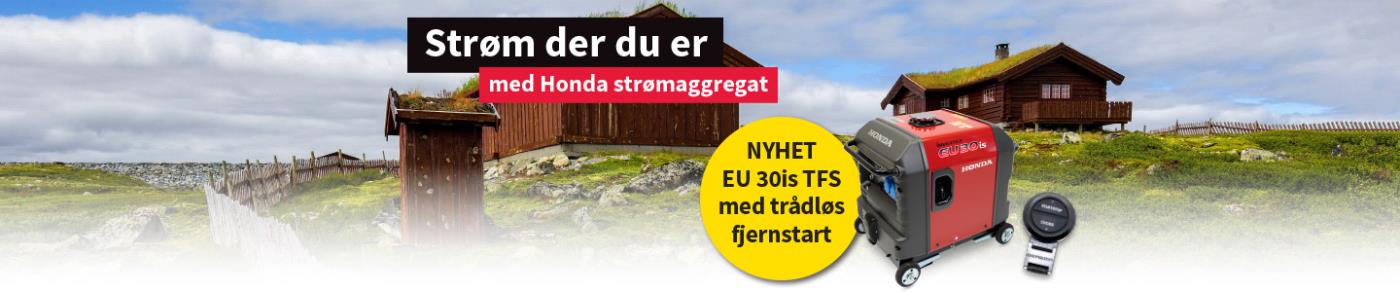 Strøm der du er
med Honda strømaggregat
NYHET
EU 30is TFS
med trådløs
fjernstart
HONDA
EU30is
HONDA